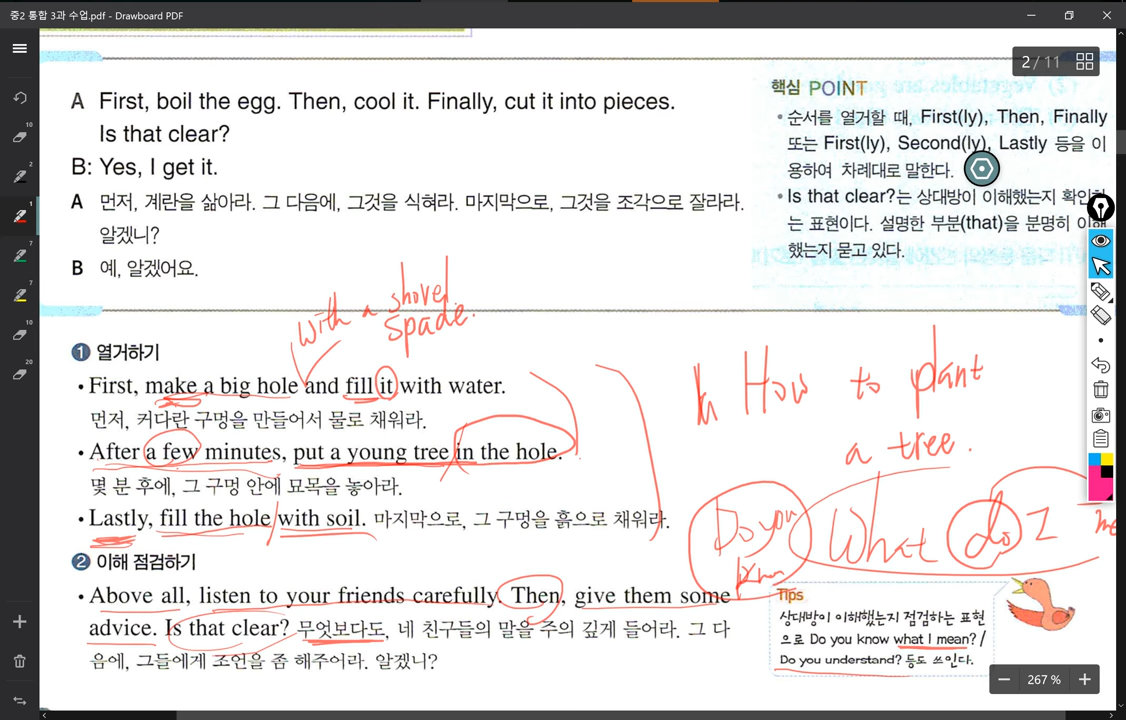 중2 통합 3과 수업.pdf - Drawboard PDF
2 / 11
A First, boil the egg. Then, cool it. Finally, cut it into pieces.
Is that clear?
B: Yes, I get it.
A 먼저, 계란을 삶아라. 그 다음에, 그것을 식혀라. 마지막으로, 그것을 조각으로 잘라라.
알겠니?
B 예, 알겠어요.
핵심 POINT
• 순서를 열거할 때, First(ly), Then, Finally
또는 First(ly), Second(ly), Lastly 등을 이
용하여 차례대로 말한다.
• Is that clear?는 상대방이 이해했는지 확인하
는 표현이다. 설명한 부분(that)을 분명히 이해
했는지 묻고 있다.
with a shovel
spade.
1 열거하기
• First, make a big hole and fill it with water.
먼저, 커다란 구멍을 만들어서 물로 채워라.
• After a few minutes, put a young tree in the hole.
몇 분 후에, 그 구멍 안에 묘목을 놓아라.
• Lastly, fill the hole with soil. 마지막으로, 그 구멍을 흙으로 채워라.
How to plant
a tree.
Do you What do I
2 이해 점검하기
• Above all, listen to your friends carefully. Then, give them some
advice. Is that clear? 무엇보다도, 네 친구들의 말을 주의 깊게 들어라. 그 다
음에, 그들에게 조언을 좀 해주어라. 알겠니?
Tips
상대방이 이해했는지 점검하는 표현
으로 Do you know what I mean? /
Do you understand? 등도 쓰인다.
267 %
10
2
1
7
7
10
20